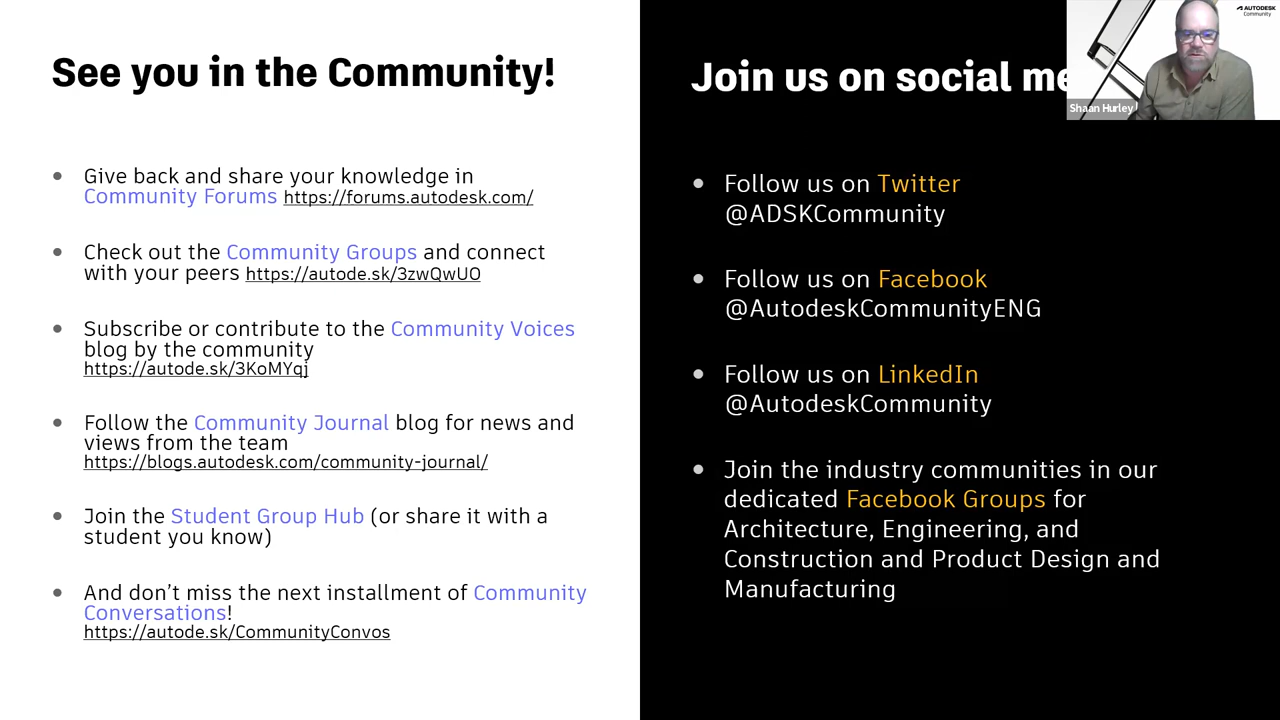 See you in the Community!
Give back and share your knowledge in
Community Forums https://forums.autodesk.com/
Check out the Community Groups and connect
with your peers https://autode.sk/3zwQwUO
Subscribe or contribute to the Community Voices
blog by the community
https://autode.sk/3KoMYqj
Follow the Community Journal blog for news and
views from the team
https://blogs.autodesk.com/community-journal/
Join the Student Group Hub (or share it with a
student you know)
And don’t miss the next installment of Community
Conversations!
https://autode.sk/CommunityConvos
Join us on social me
Follow us on Twitter
@ADSKCommunity
Follow us on Facebook
@AutodeskCommunityENG
Follow us on LinkedIn
@AutodeskCommunity
Join the industry communities in our
dedicated Facebook Groups for
Architecture, Engineering, and
Construction and Product Design and
Manufacturing
AUTODESK
Community
Shaan Hurley